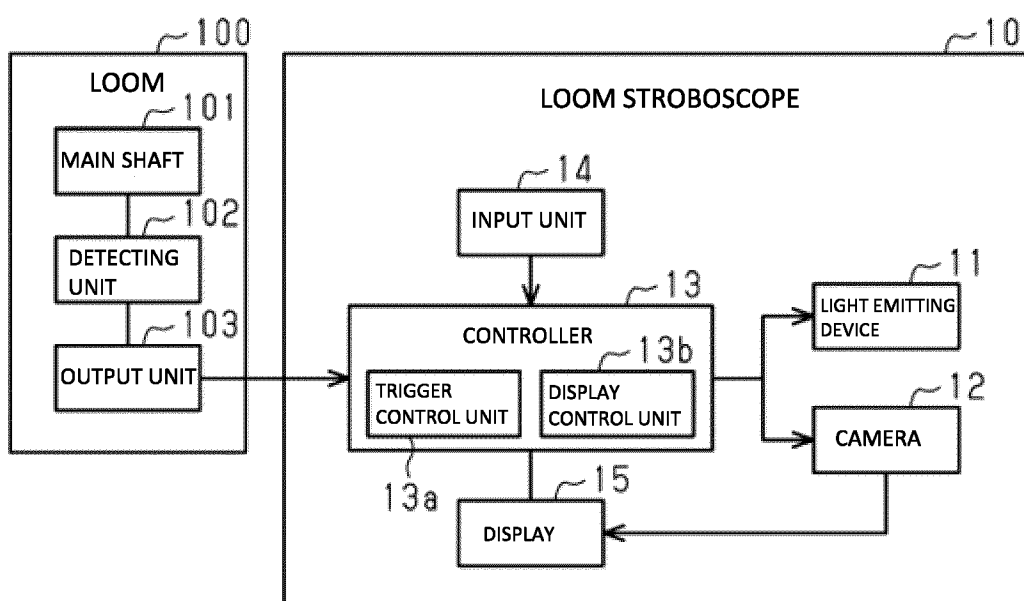 100
LOOM
101
MAIN SHAFT
102
DETECTING
UNIT
103
OUTPUT UNIT
10
LOOM STROBOSCOPE
14
INPUT UNIT
13
CONTROLLER
TRIGGER
CONTROL UNIT
13a
13b
DISPLAY
CONTROL UNIT
11
LIGHT EMITTING
DEVICE
12
CAMERA
15
DISPLAY